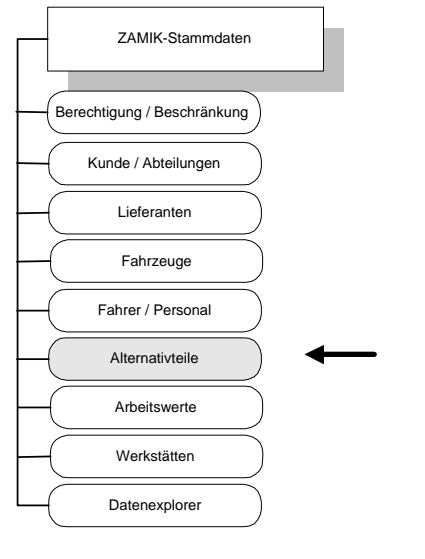 ZAMIK-Stammdaten
Berechtigung / Beschränkung
Kunde / Abteilungen
Lieferanten
Fahrzeuge
Fahrer / Personal
Alternativteile
Arbeitswerte
Werkstätten
Datenexplorer